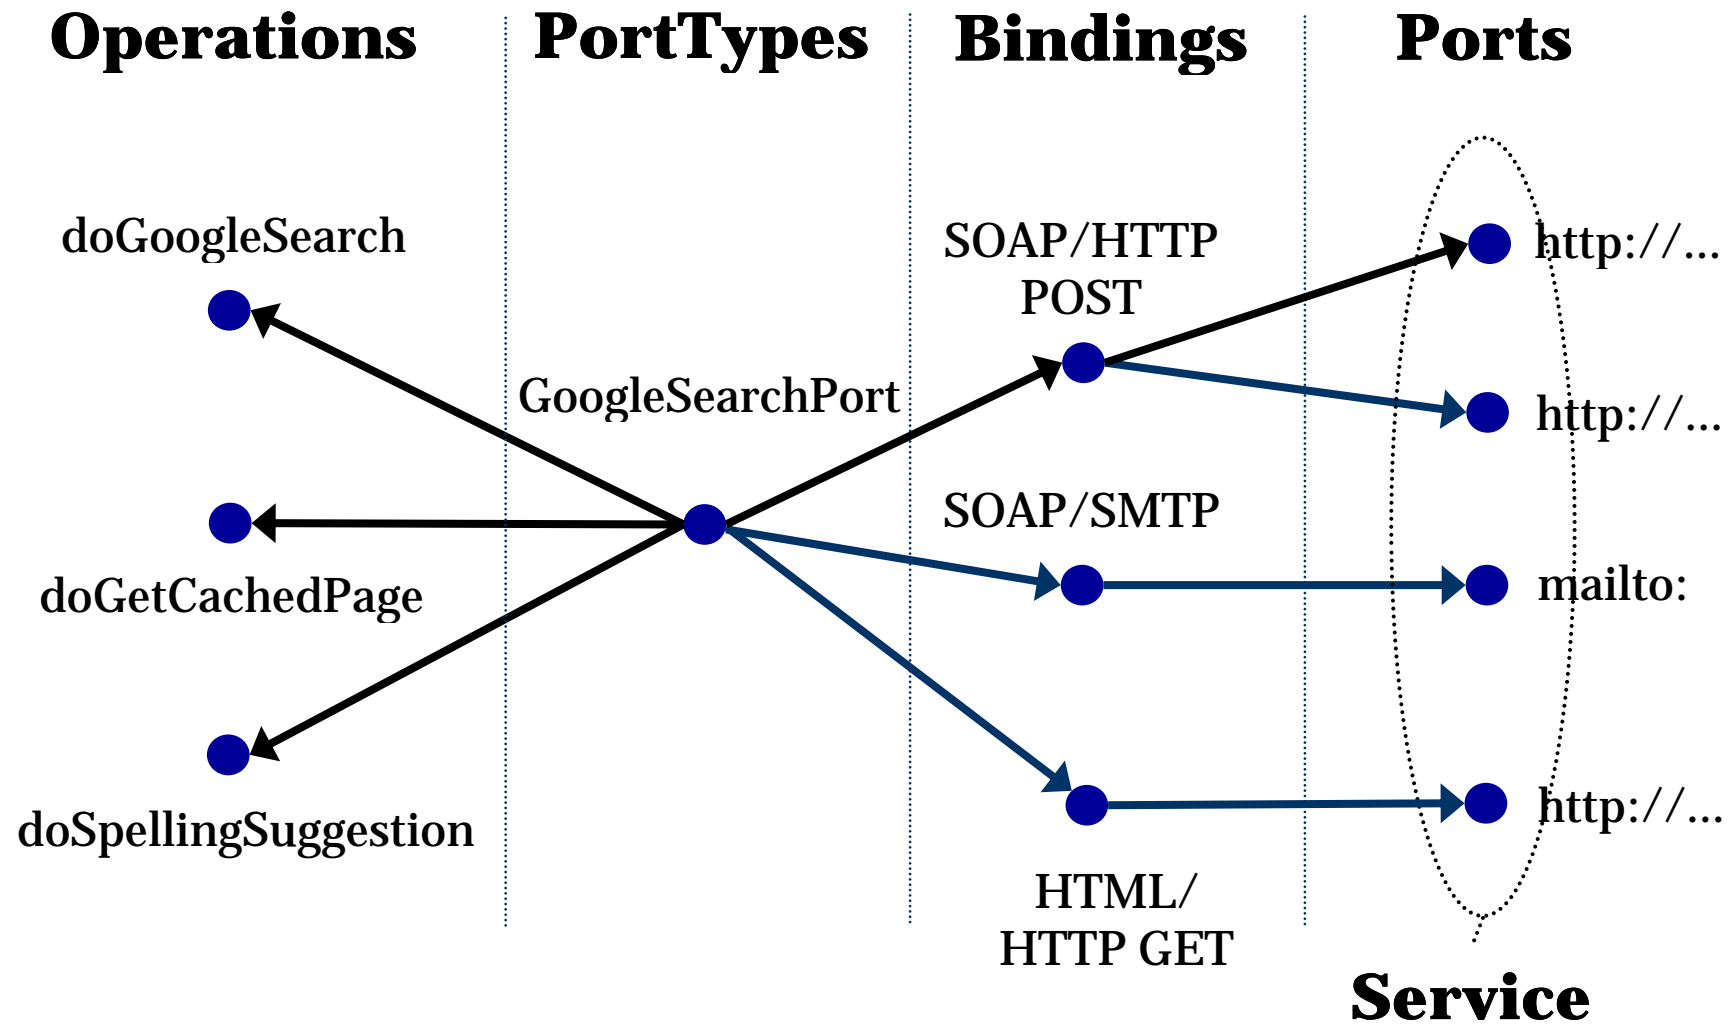 Operations
PortTypes
Bindings
Ports
doGoogleSearch
SOAP/HTTP
POST
http://...
GoogleSearchPort
http://...
SOAP/SMTP
doGetCachedPage
mailto:
doSpellingSuggestion
http://...
HTML/
HTTP GET
Service